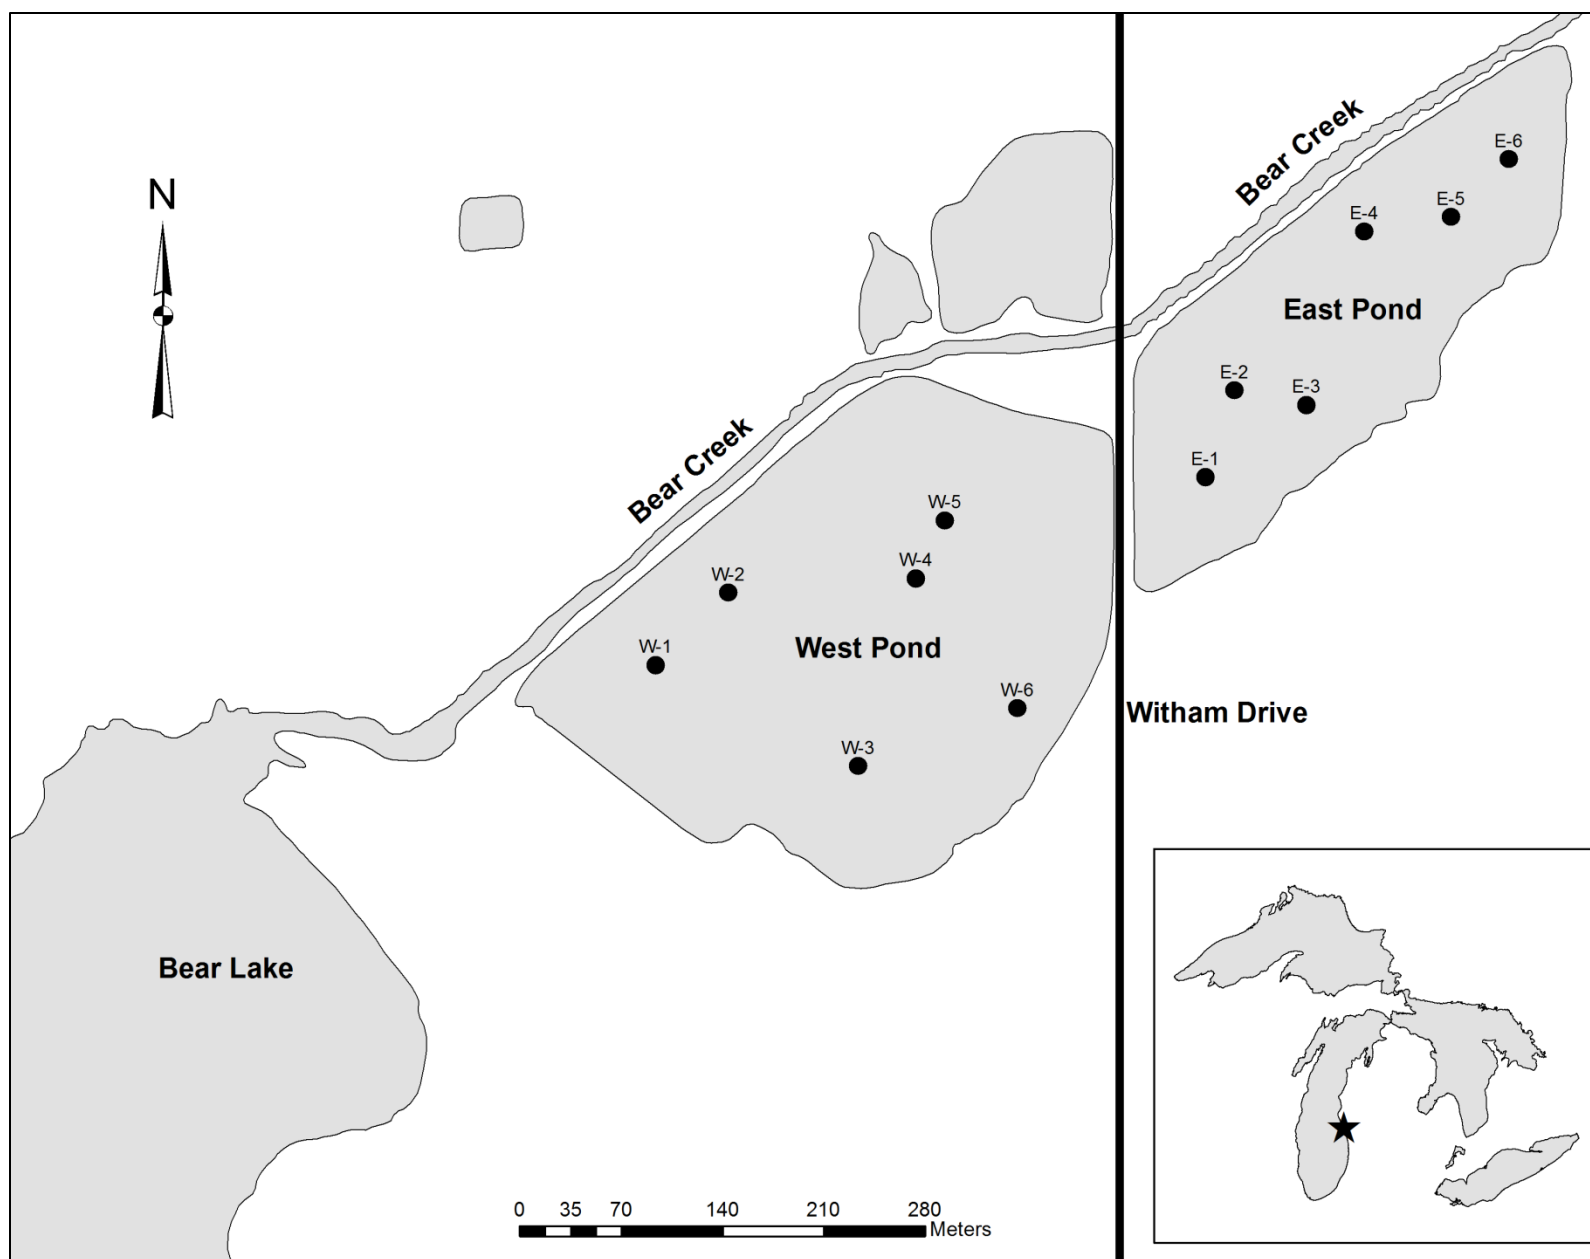 Bear Creek
E-6
N
E-5
E-4
East Pond
E-2
E-3
Bear Creek
E-1
W-5
W-4
W-2
West Pond
W-1
W-6
Witham Drive
W-3
Bear Lake
0 35 70 140 210 280
Meters